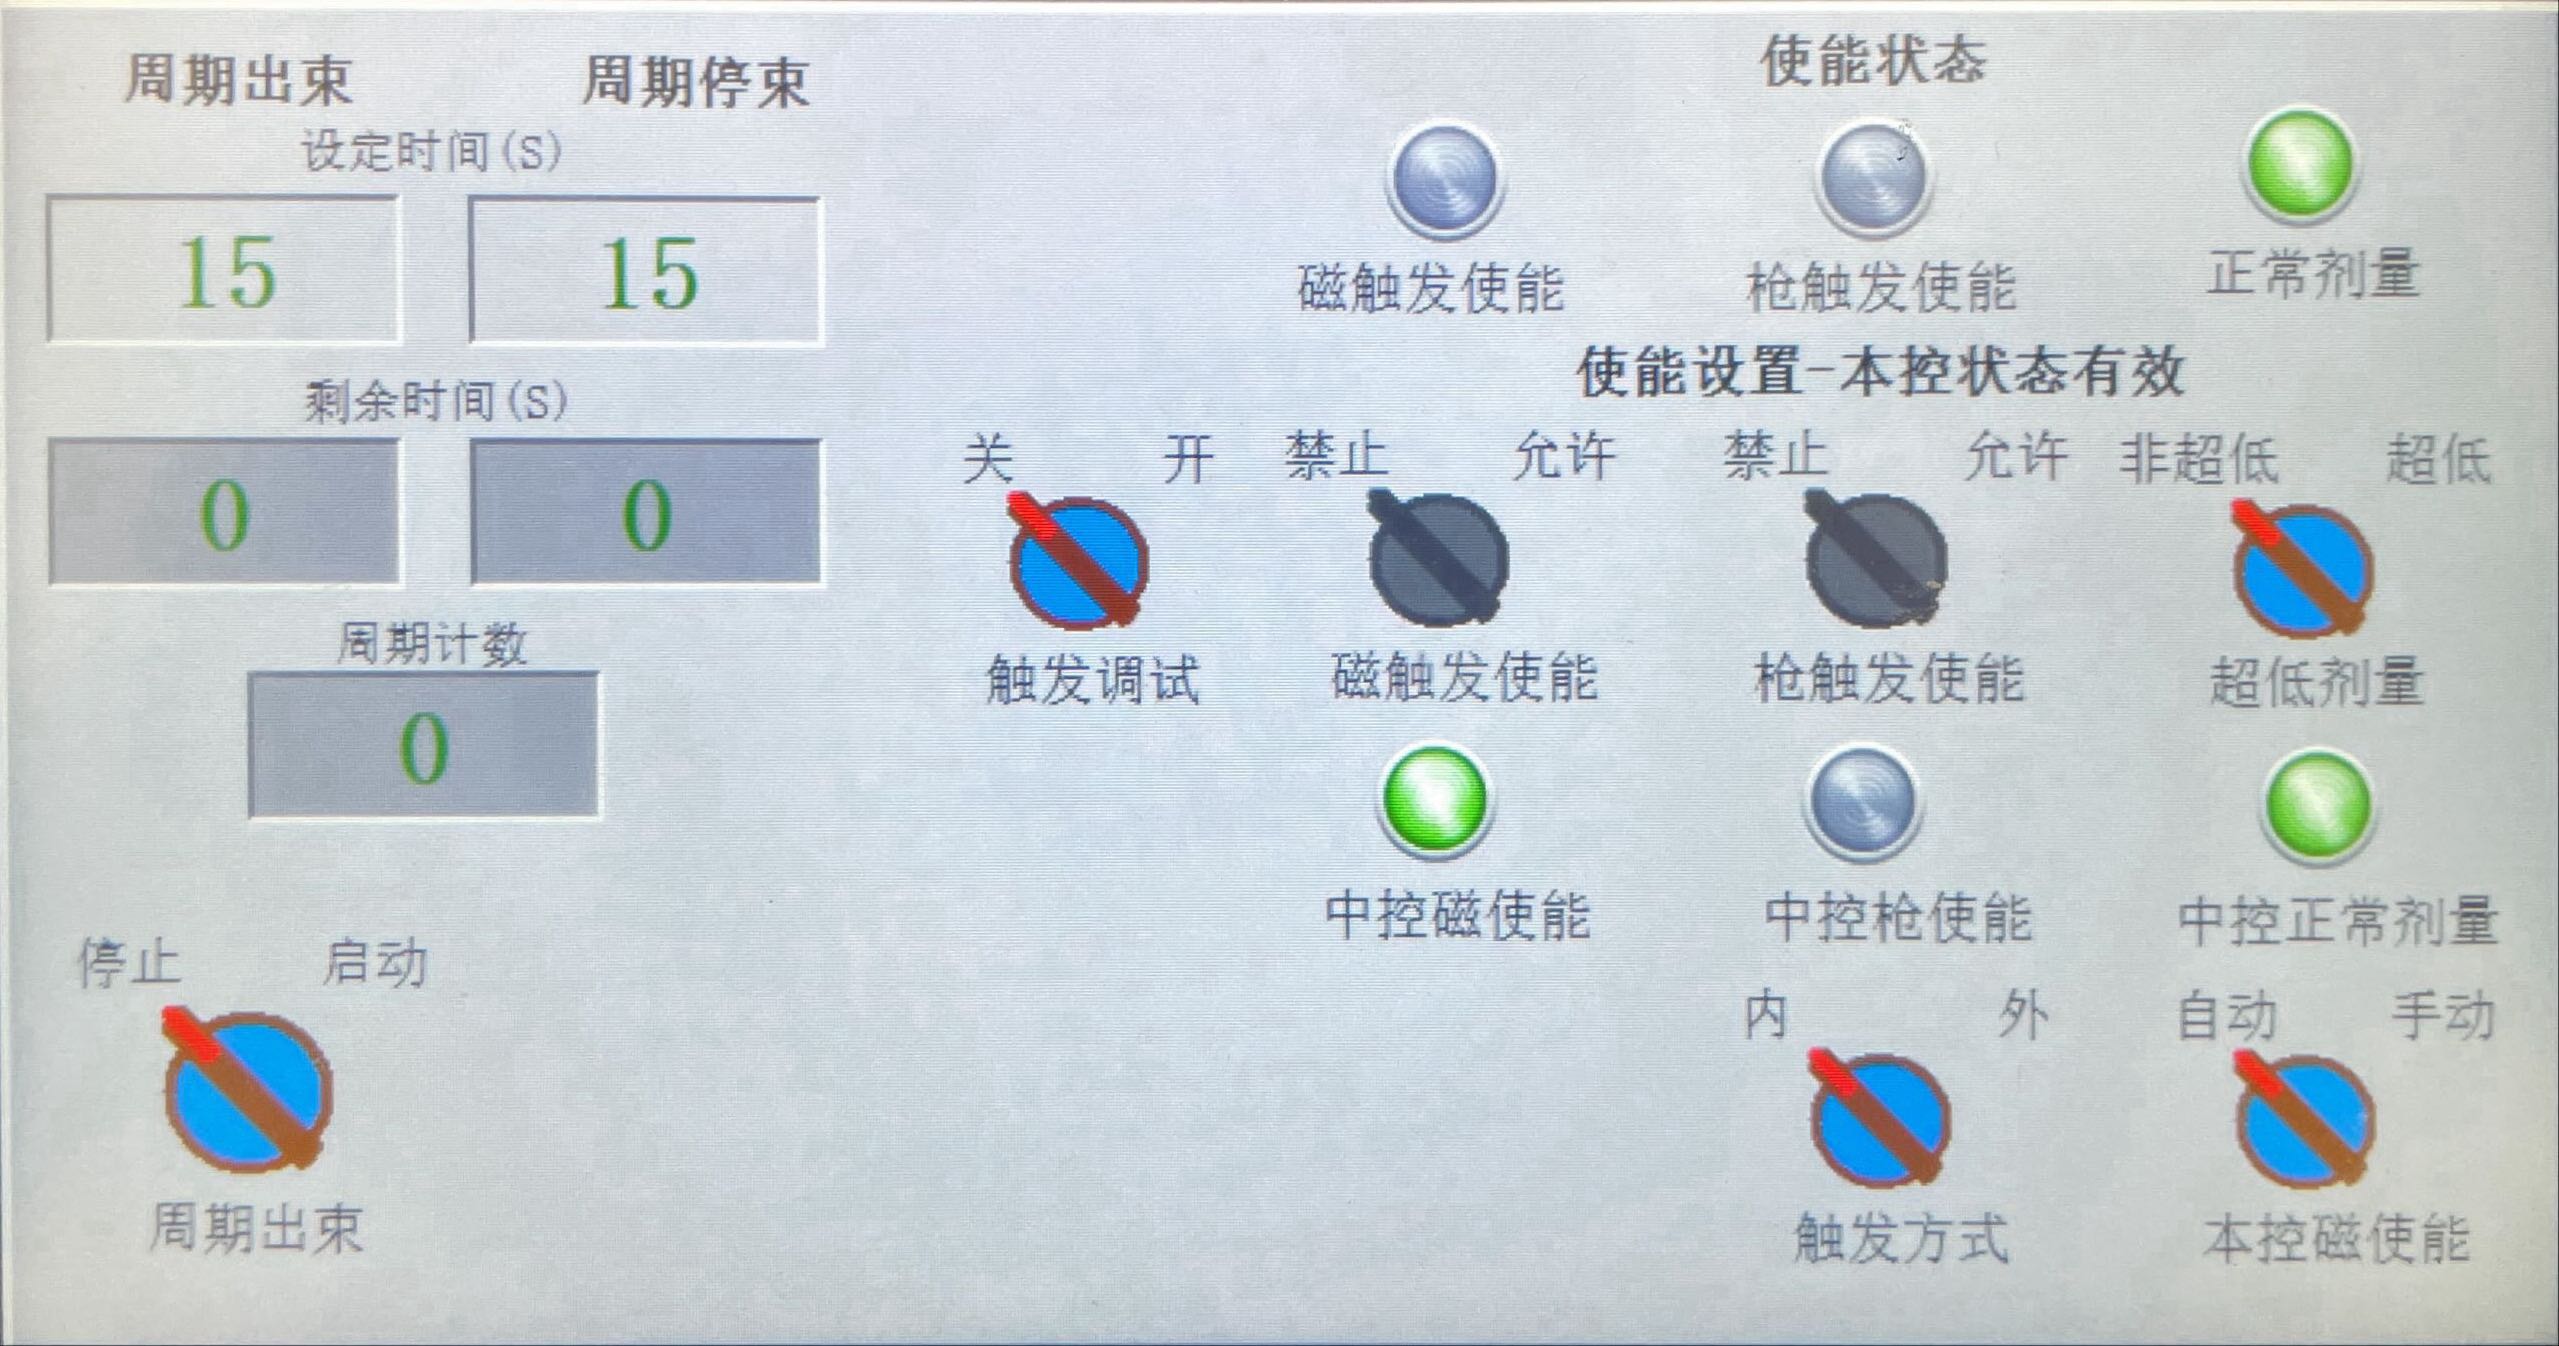 周期出束 周期停束
设定时间(S)
15 15
剩余时间(S)
0 0
周期计数
0
停止 启动
周期出束
使能状态
磁触发使能 枪触发使能 正常剂量
使能设置-本控状态有效
关 开 禁止 允许 禁止 允许 非超低 超低
触发调试 磁触发使能 枪触发使能 超低剂量
中控磁使能 中控枪使能 中控正常剂量
内 外 自动 手动
触发方式 本控磁使能